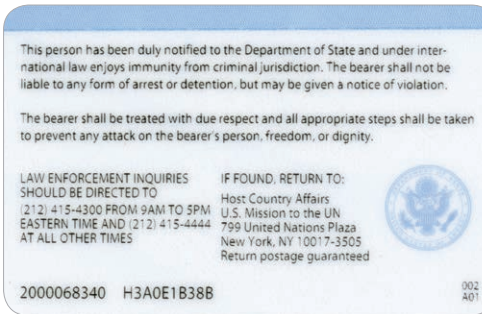 This person has been duly notified to the Department of State and under inter-
national law enjoys immunity from criminal jurisdiction. The bearer shall not be
liable to any form of arrest or detention, but may be given a notice of violation.
The bearer shall be treated with due respect and all appropriate steps shall be taken
to prevent any attack on the bearer's person, freedom, or dignity.
LAW ENFORCEMENT INQUIRIES
SHOULD BE DIRECTED TO
(212) 415-4300 FROM 9AM TO 5PM
EASTERN TIME AND (212) 415-4444
AT ALL OTHER TIMES
IF FOUND, RETURN TO:
Host Country Affairs
U.S. Mission to the UN
799 United Nations Plaza
New York, NY 10017-3505
Return postage guaranteed
2000068340 H3A0E1B38B
002
A01